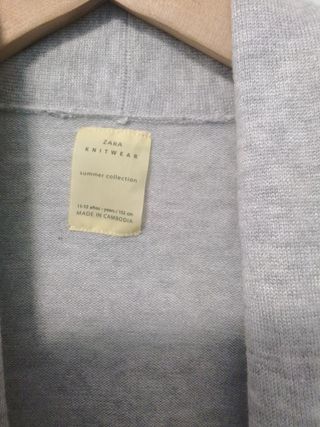 ZARA
KNITWEAR
summer collection
11-12 años - years / 152 cm
MADE IN CAMBODIA